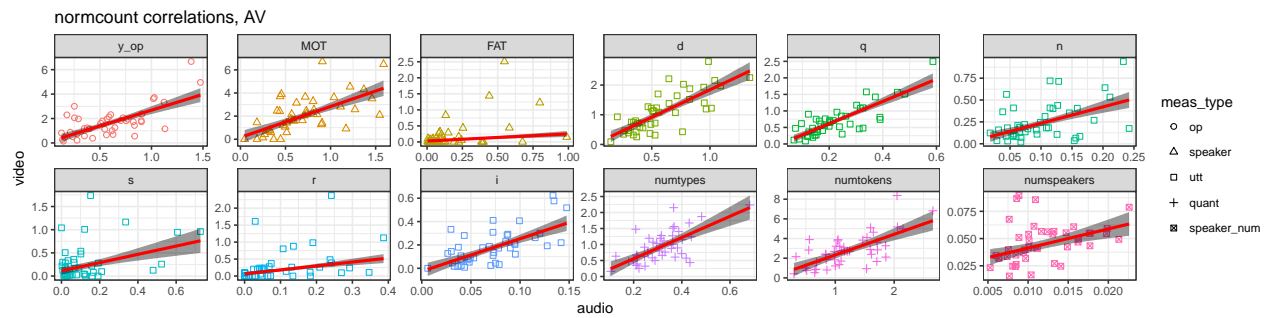 normcount correlations, AV
y_op MOT FAT d q n
6 6 2.5
4 4 2.0 1.5
2 2 1.0 0.5
0 0 0.0
2 1 0
2.5 2.0 1.5 1.0 0.5 0.0
0.75 0.50 0.25 0.00
0.5 1.0 1.5
0.0 0.5 1.0 1.5
0.00 0.25 0.50 0.75 1.00
0.5 1.0
0.2 0.4 0.6
0.05 0.10 0.15 0.20 0.25
video
s r i numtypes numtokens numspeakers
1.5 1.0 0.5 0.0
2.0 1.5 1.0 0.5 0.0
0.6 0.4 0.2 0.0
2.5 2.0 1.5 1.0 0.5 0.0
8 6 4 2 0
0.075 0.050 0.025
0.0 0.2 0.4 0.6
0.0 0.1 0.2 0.3 0.4
0.00 0.05 0.10 0.15
0.2 0.4 0.6
1 2
0.005 0.010 0.015 0.020
audio
meas_type
op
speaker
utt
quant
speaker_num